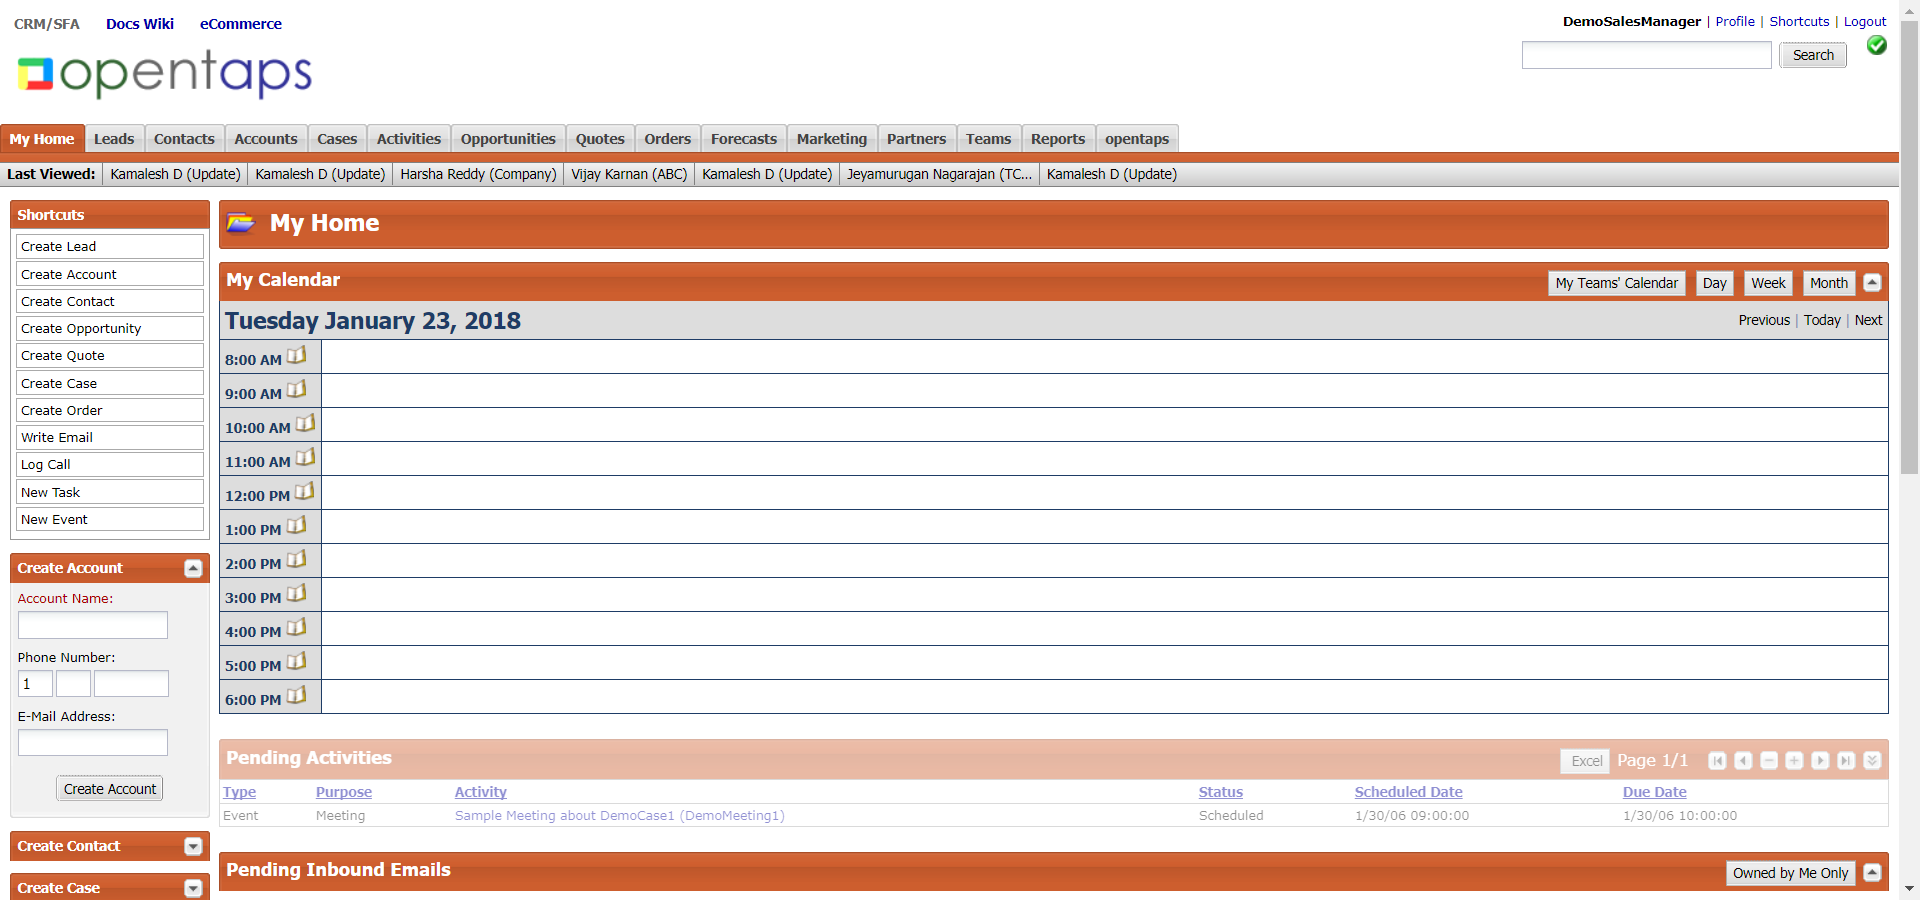 CRM/SFA Docs Wiki eCommerce
DemoSalesManager | Profile | Shortcuts | Logout
Search
opentaps
My Home Leads Contacts Accounts Cases Activities Opportunities Quotes Orders Forecasts Marketing Partners Teams Reports opentaps
Last Viewed: Kamalesh D (Update) Kamalesh D (Update) Harsha Reddy (Company) Vijay Karnan (ABC) Kamalesh D (Update) Jeyamurugan Nagarajan (TC... Kamalesh D (Update)
Shortcuts
Create Lead
Create Account
Create Contact
Create Opportunity
Create Quote
Create Case
Create Order
Write Email
Log Call
New Task
New Event
Create Account
Account Name:
Phone Number:
1
E-Mail Address:
Create Account
Create Contact
Create Case
My Home
My Calendar My Teams' Calendar Day Week Month
Tuesday January 23, 2018 Previous | Today | Next
8:00 AM
9:00 AM
10:00 AM
11:00 AM
12:00 PM
1:00 PM
2:00 PM
3:00 PM
4:00 PM
5:00 PM
6:00 PM
Pending Activities Excel Page 1/1
Type Purpose Activity Status Scheduled Date Due Date
Event Meeting Sample Meeting about DemoCase1 (DemoMeeting1) Scheduled 1/30/06 09:00:00 1/30/06 10:00:00
Pending Inbound Emails Owned by Me Only